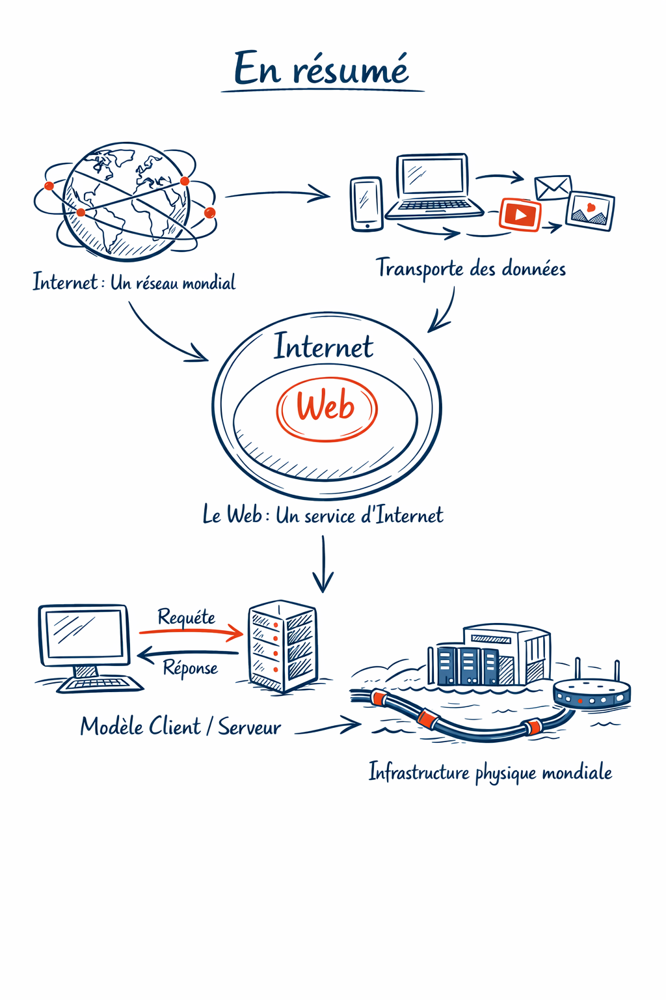 En résumé
Internet : Un réseau mondial
Transporte des données
Internet
Web
Le Web : Un service d'Internet
Requéte
Réponse
Modèle Client / Serveur
Infrastructure physique mondiale